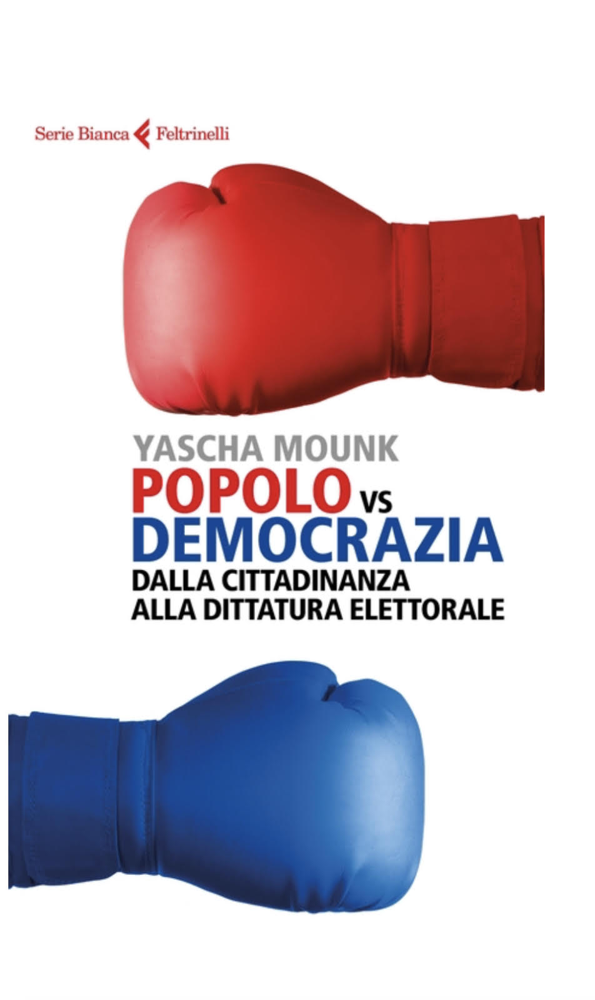 Serie Bianca Feltrinelli
YASCHA MOUNK
POPOLO VS
DEMOCRAZIA
DALLA CITTADINANZA
ALLA DITTATURA ELETTORALE